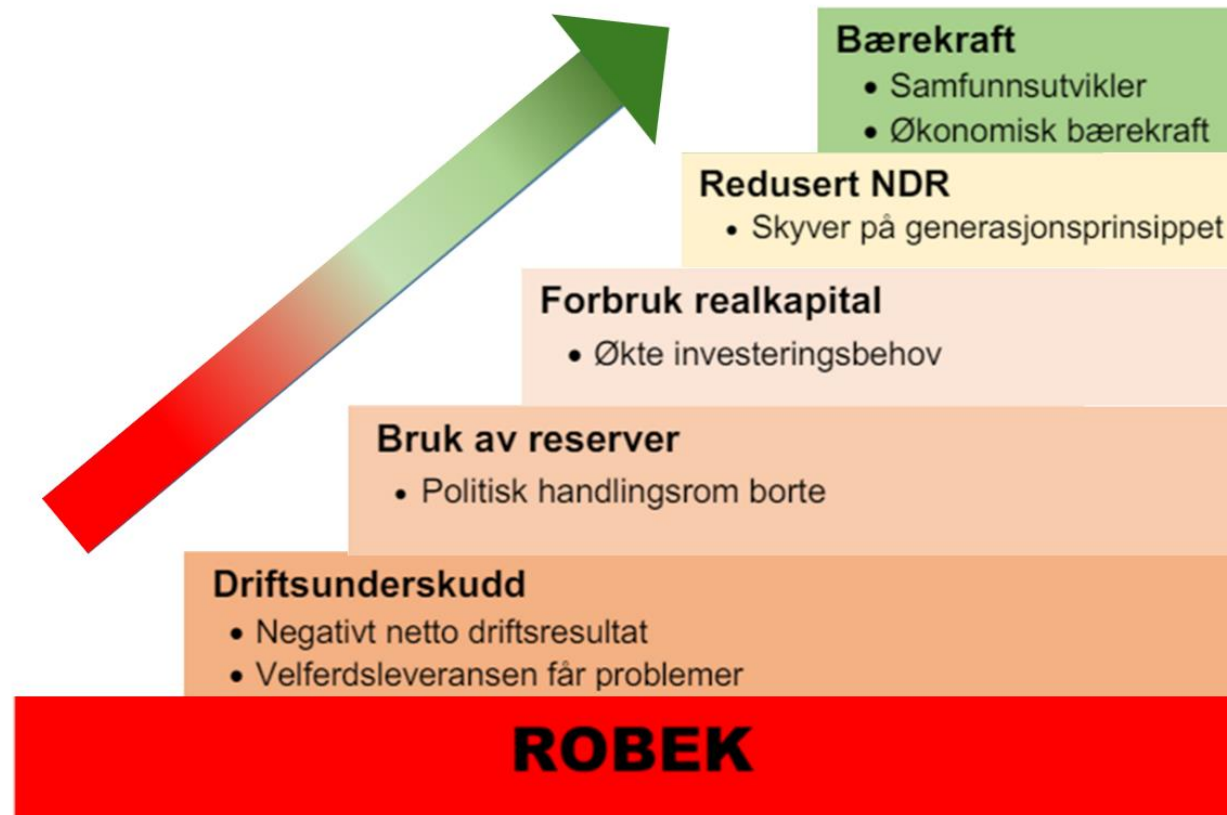 Bærekraft
• Samfunnsutvikler
• Økonomisk bærekraft
Redusert NDR
• Skyver på generasjonsprinsippet
Forbruk realkapital
• Økte investeringsbehov
Bruk av reserver
• Politisk handlingsrom borte
Driftsunderskudd
• Negativt netto driftsresultat
• Velferdsleveransen får problemer
ROBEK